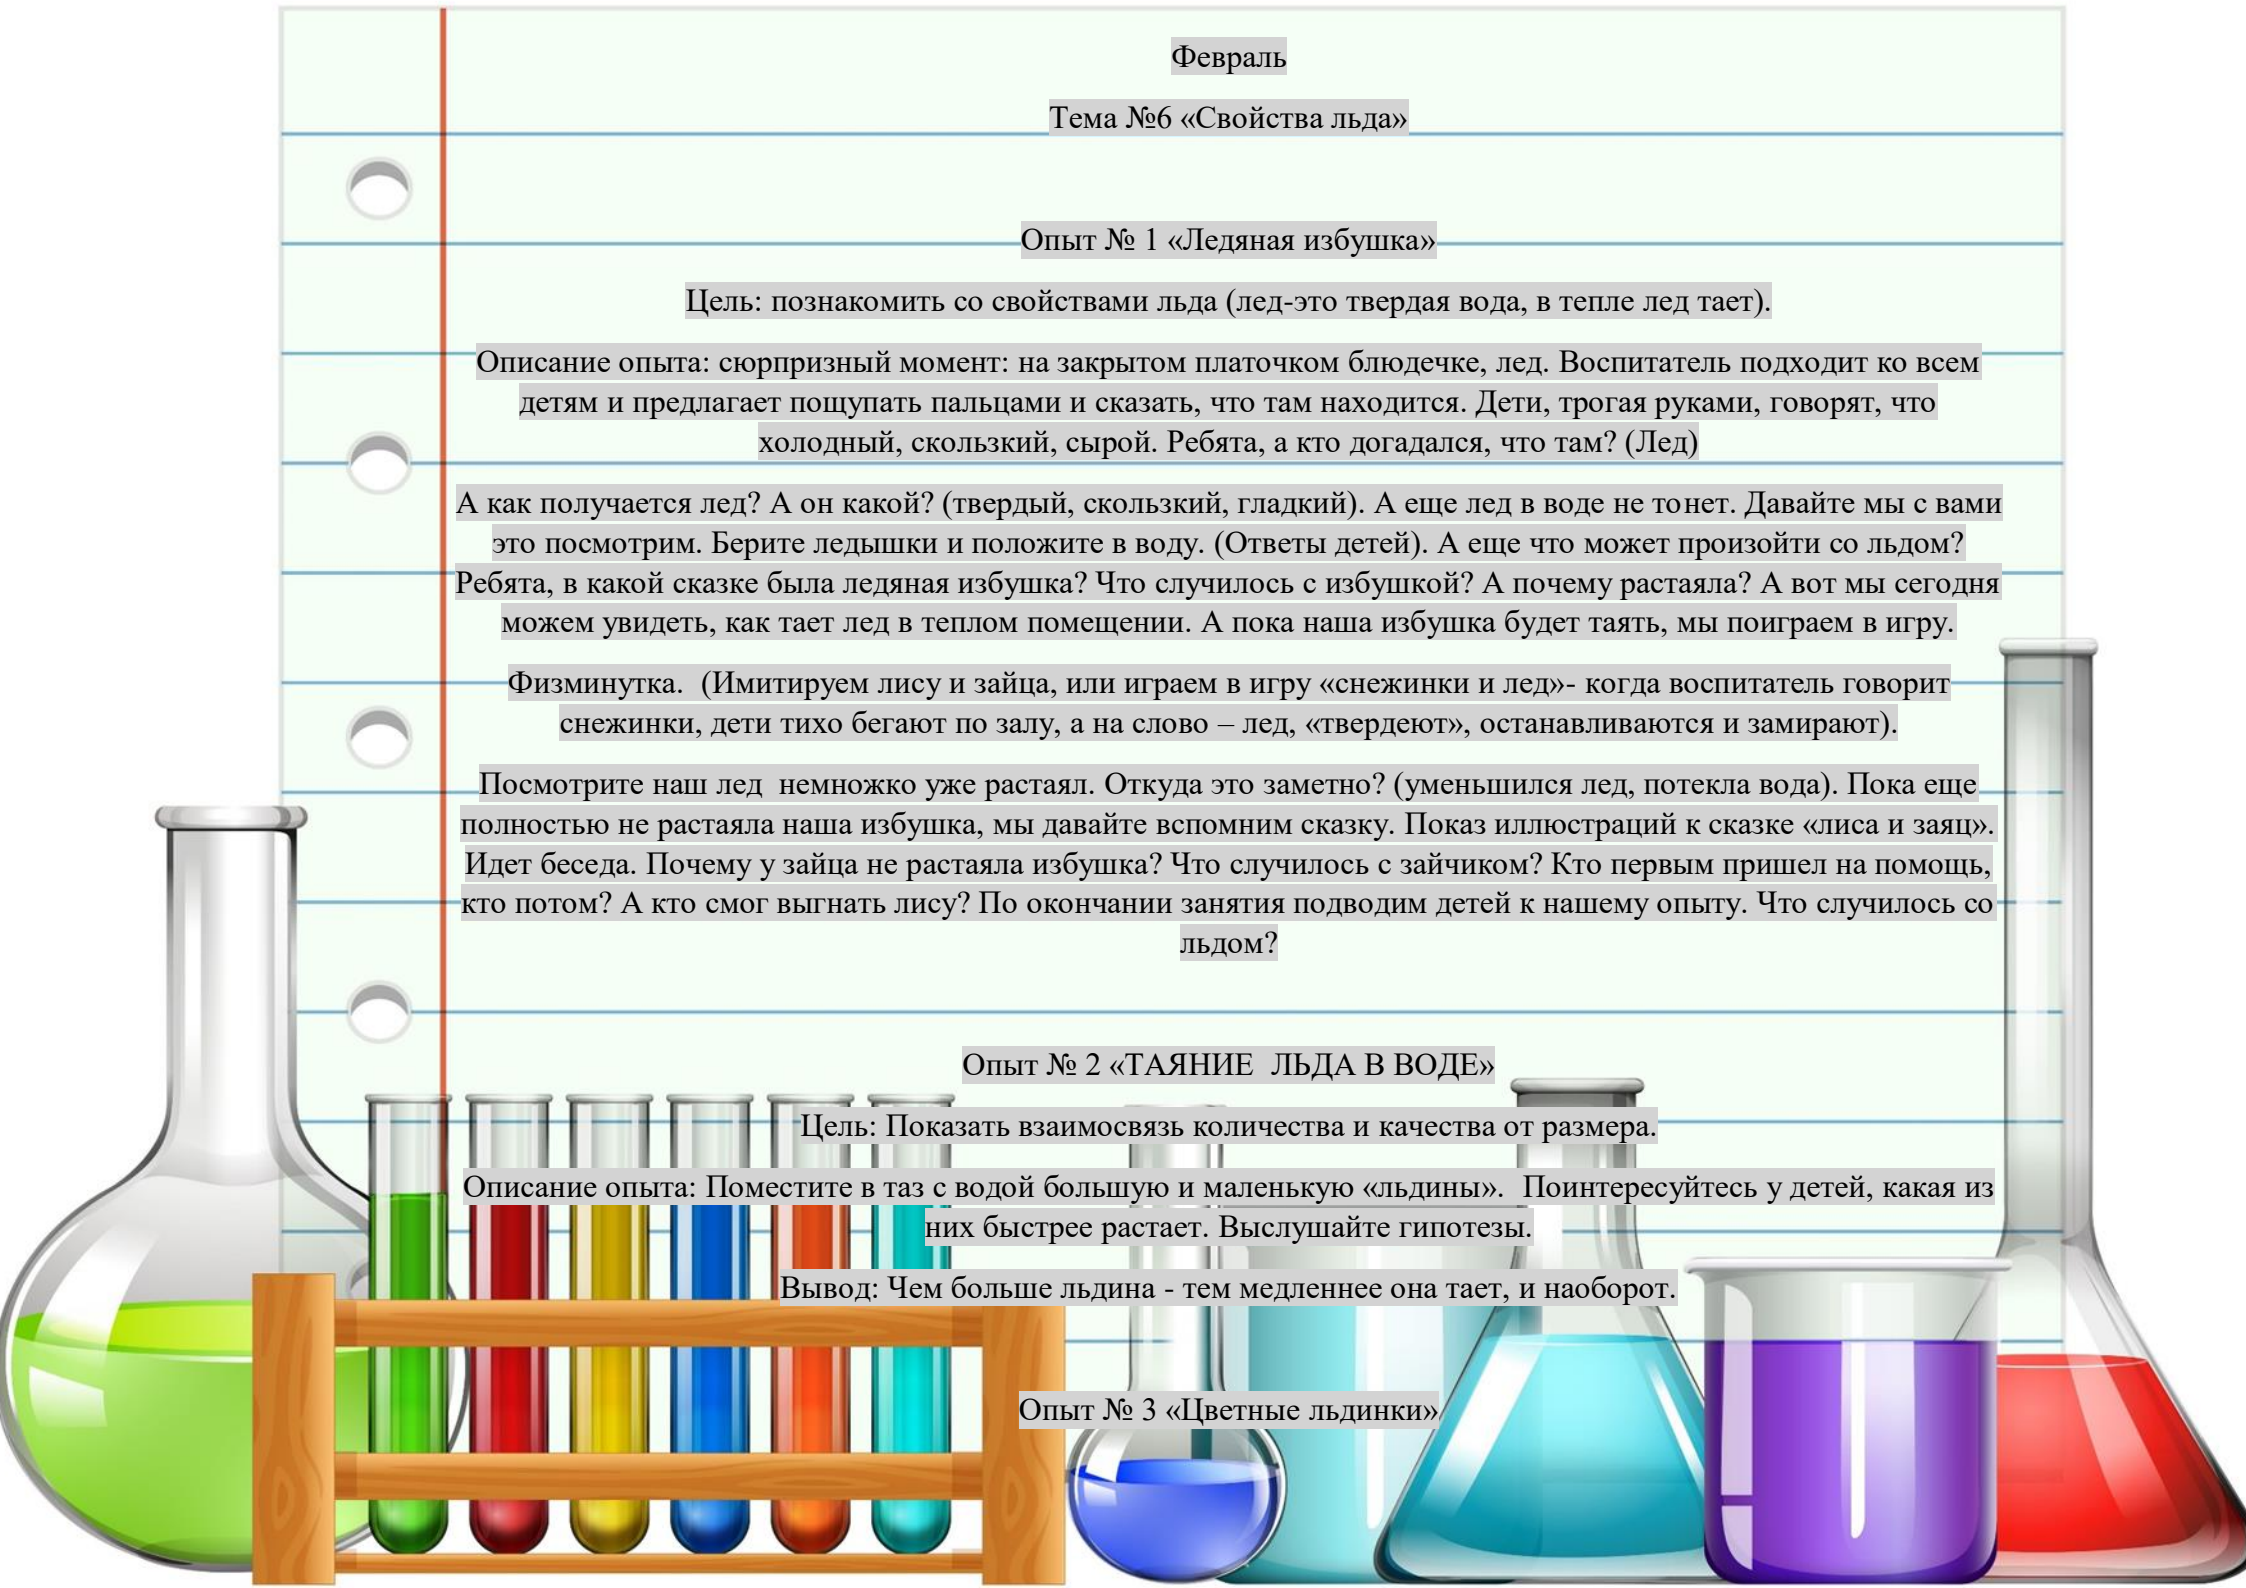 Февраль
Тема №6 «Свойства льда»
Опыт № 1 «Ледяная избушка»
Цель: познакомить со свойствами льда (лед-это твердая вода, в тепле лед тает).
Описание опыта: сюрпризный момент: на закрытом платочком блюдечке, лед. Воспитатель подходит ко всем
детям и предлагает пощупать пальцами и сказать, что там находится. Дети, трогая руками, говорят, что
холодный, скользкий, сырой. Ребята, а кто догадался, что там? (Лед)
А как получается лед? А он какой? (твердый, скользкий, гладкий). А еще лед в воде не тонет. Давайте мы с вами
это посмотрим. Берите ледышки и положите в воду. (Ответы детей). А еще что может произойти со льдом?
Ребята, в какой сказке была ледяная избушка? Что случилось с избушкой? А почему растаяла? А вот мы сегодня
можем увидеть, как тает лед в теплом помещении. А пока наша избушка будет таять, мы поиграем в игру.
Физминутка.  (Имитируем лису и зайца, или играем в игру «снежинки и лед»- когда воспитатель говорит
снежинки, дети тихо бегают по залу, а на слово – лед, «твердеют», останавливаются и замирают).
Посмотрите наш лед  немножко уже растаял. Откуда это заметно? (уменьшился лед, потекла вода). Пока еще
полностью не растаяла наша избушка, мы давайте вспомним сказку. Показ иллюстраций к сказке «лиса и заяц».
Идет беседа. Почему у зайца не растаяла избушка? Что случилось с зайчиком? Кто первым пришел на помощь,
кто потом? А кто смог выгнать лису? По окончании занятия подводим детей к нашему опыту. Что случилось со
льдом?
Опыт № 2 «ТАЯНИЕ  ЛЬДА В ВОДЕ»
Цель: Показать взаимосвязь количества и качества от размера.
Описание опыта: Поместите в таз с водой большую и маленькую «льдины».  Поинтересуйтесь у детей, какая из
них быстрее растает. Выслушайте гипотезы.
Вывод: Чем больше льдина - тем медленнее она тает, и наоборот.
Опыт № 3 «Цветные льдинки»